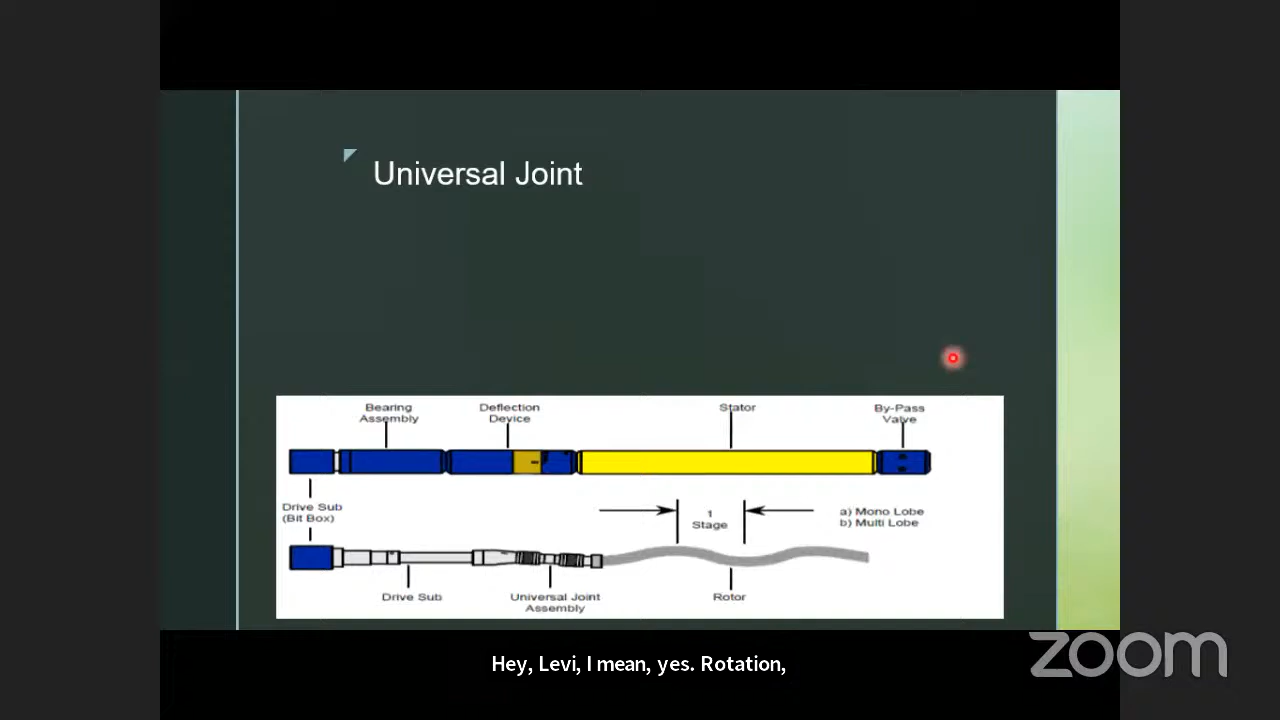 Universal Joint
Bearing
Assembly
Deflection
Device
Stator
By-Pass
Valve
Drive Sub
(Bit Box)
1
Stage
a) Mono Lobe
b) Multi Lobe
Drive Sub
Universal Joint
Assembly
Rotor
Hey, Levi, I mean, yes. Rotation,
zoom